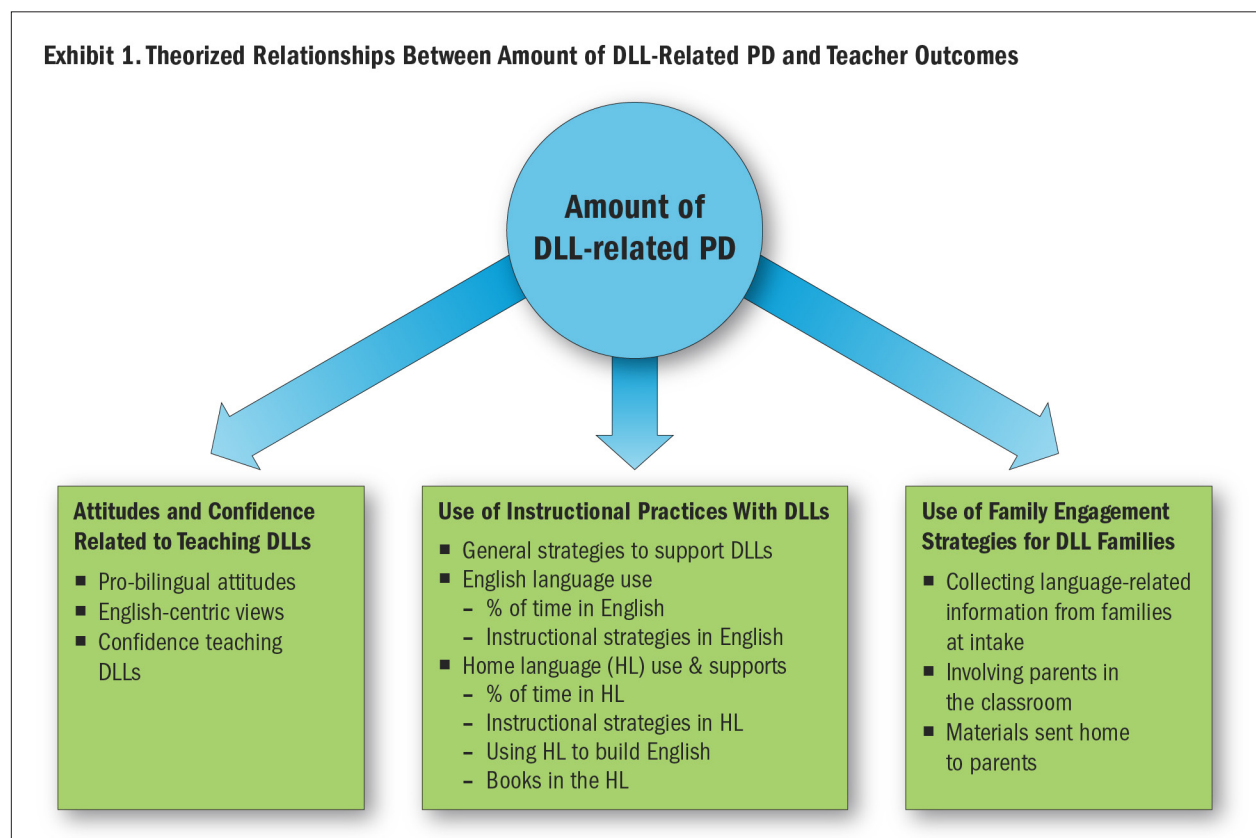 Exhibit 1. Theorized Relationships Between Amount of DLL-Related PD and Teacher Outcomes
Amount of
DLL-related PD
Attitudes and Confidence
Related to Teaching DLLs
■ Pro-bilingual attitudes
■ English-centric views
■ Confidence teaching
DLLs
Use of Instructional Practices With DLLs
■ General strategies to support DLLs
■ English language use
– % of time in English
– Instructional strategies in English
■ Home language (HL) use & supports
– % of time in HL
– Instructional strategies in HL
– Using HL to build English
– Books in the HL
Use of Family Engagement
Strategies for DLL Families
■ Collecting language-related
information from families
at intake
■ Involving parents in
the classroom
■ Materials sent home
to parents